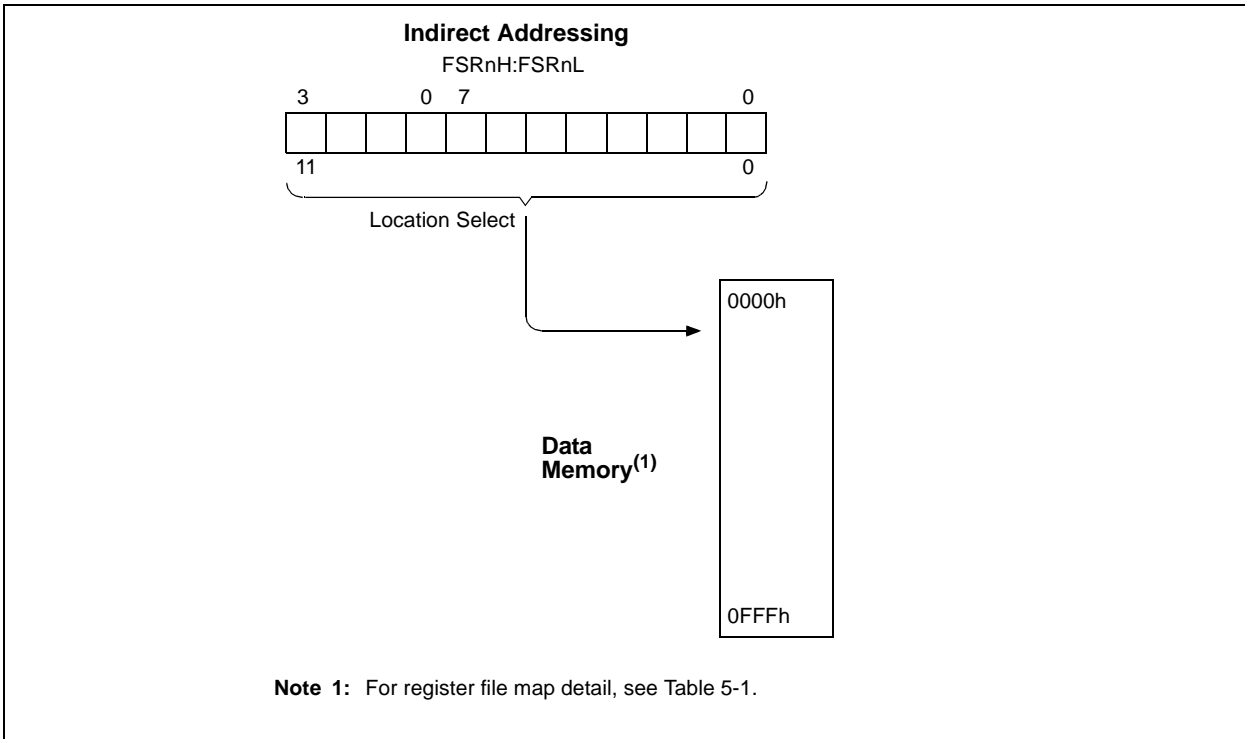 Indirect Addressing
FSRnH:FSRnL
3 0 7 0
11 0
Location Select
0000h
Data
Memory(1)
0FFFh
Note 1: For register file map detail, see Table 5-1.